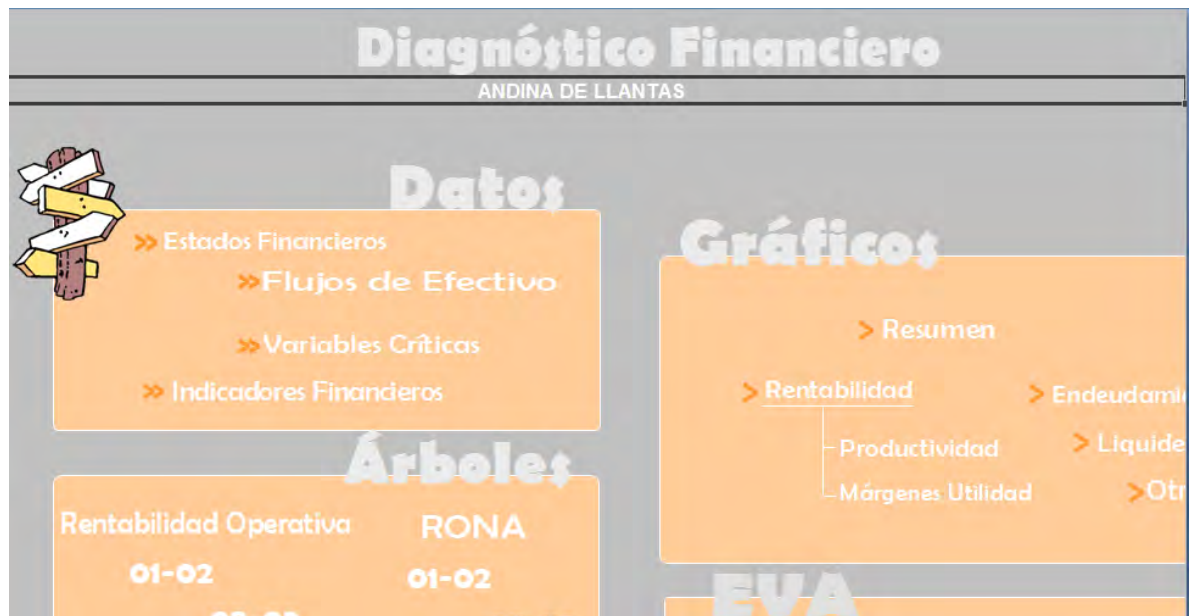 Diagnóstico Financiero
ANDINA DE LLANTAS
Datos
>> Estados Financieros
>>Flujos de Efectivo
>>Variables Críticas
>> Indicadores Financieros
Gráficos
> Resumen
> Rentabilidad
Productividad
Márgenes Utilidad
>
>
>
Árboles
Rentabilidad Operativa
01-02
RONA
01-02
EVA